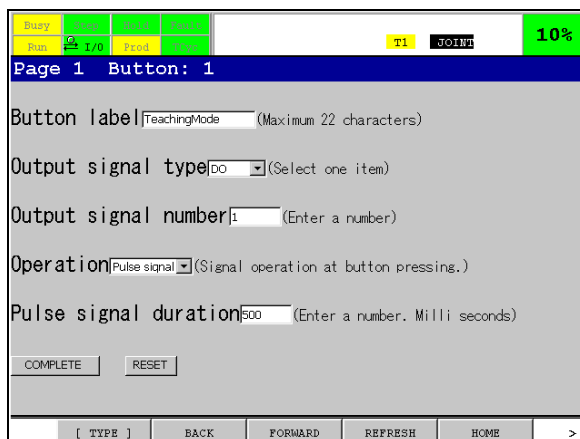 Busy Step Hold Fault
Run I/O Prod TCyc
T1 JOINT
10%
Page 1 Button: 1
Button label TeachingMode (Maximum 22 characters)
Output signal type DO (Select one item)
Output signal number 1 (Enter a number)
Operation Pulse signal (Signal operation at button pressing.)
Pulse signal duration 500 (Enter a number. Milli seconds)
COMPLETE RESET
[ TYPE ] BACK FORWARD REFRESH HOME >